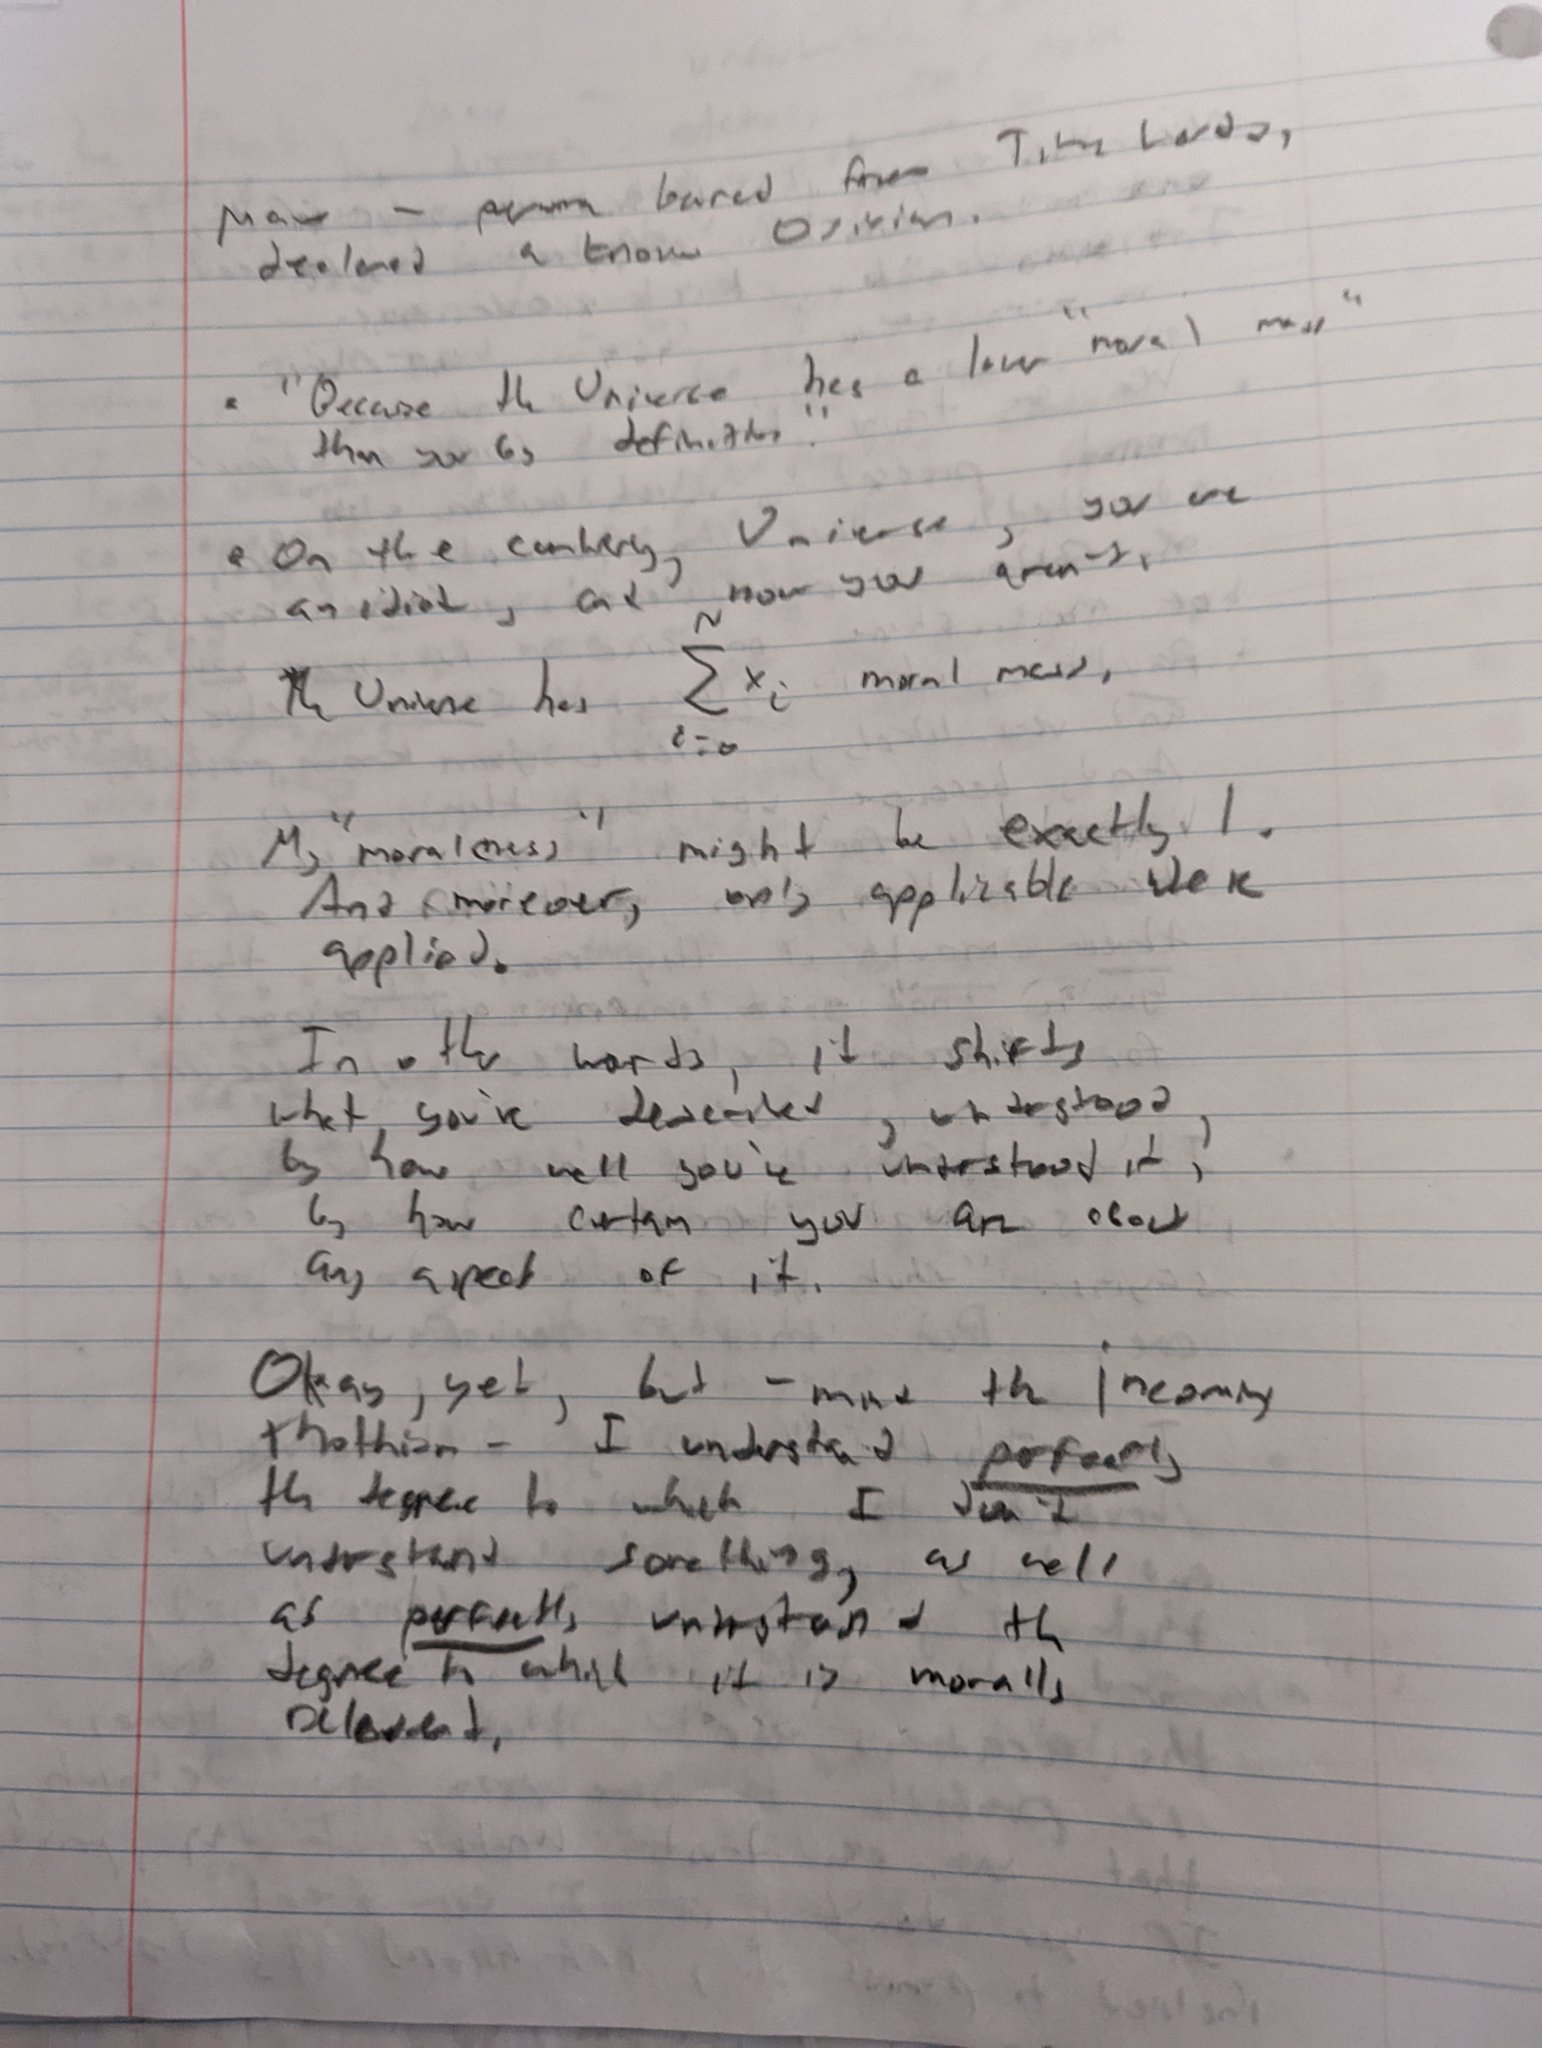 - barred from Time Lords,
declared a known Osirian.
• "Because the Universe has a lower "moral mass"
than you by definition."
• On the contrary, Universe, you are
an idiot, and now you aren't.
The Universe has \sum_{i=0}^{N} x_i moral mass.
My "moralness" might be exactly 1.
And moreover, only applicable were
applied.
In other words, it shifts
what you've described, understood,
by how well you've understood it,
by how certain you are about
any aspect of it.
Okay, yet, but - mind the incoming
Thothism - I understand perfectly
the degree to which I don't
understand something, as well
as perfectly understand the
degree to which it is morally
relevant.